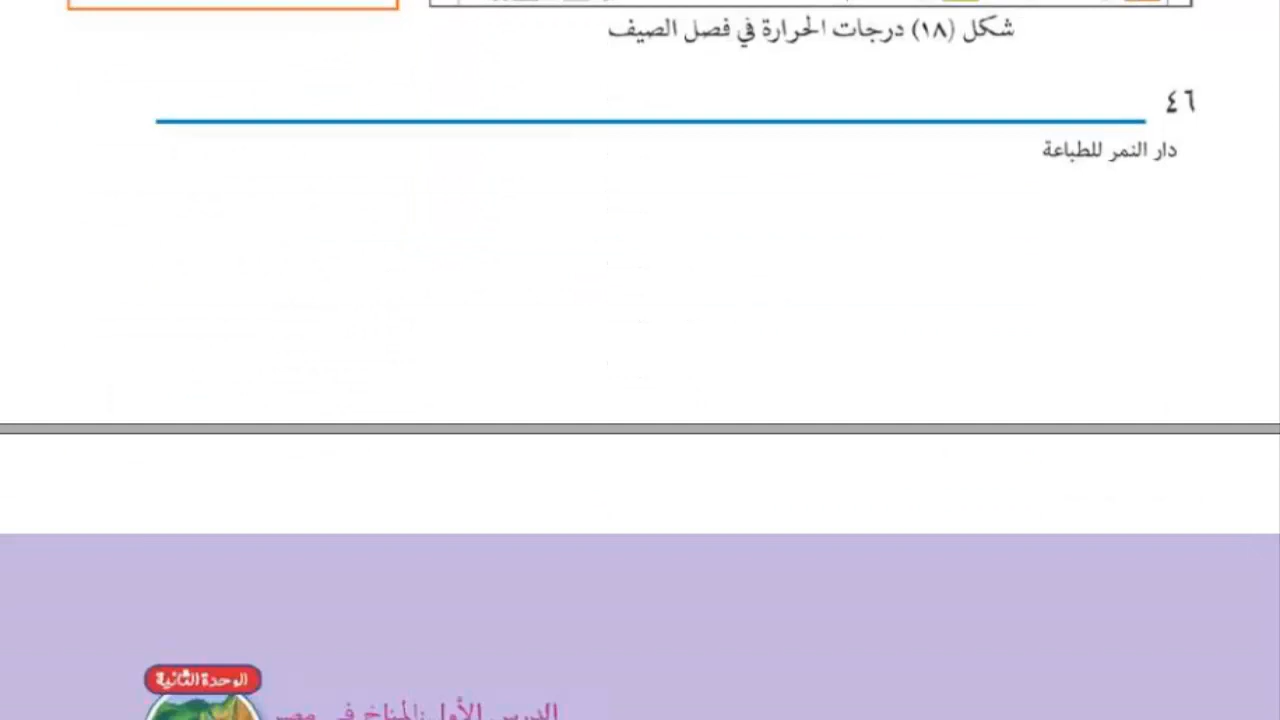 شكل (١٨) درجات الحرارة في فصل الصيف
٤٦
دار النمر للطباعة
الوحدة الثانية
الدرس الأول: المناخ في مصر